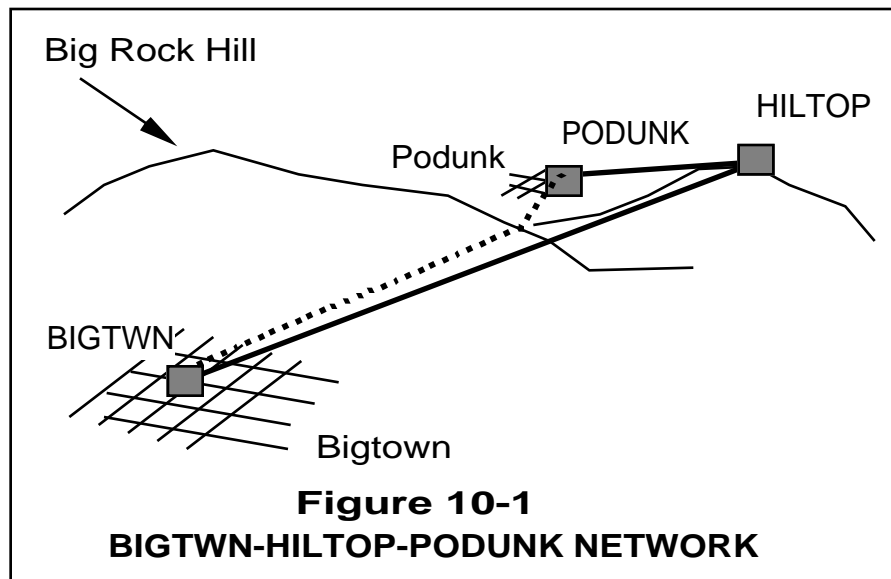 Big Rock Hill
HILTOP
PODUNK
Podunk
BIGTWN
Bigtown
Figure 10-1
BIGTWN-HILTOP-PODUNK NETWORK